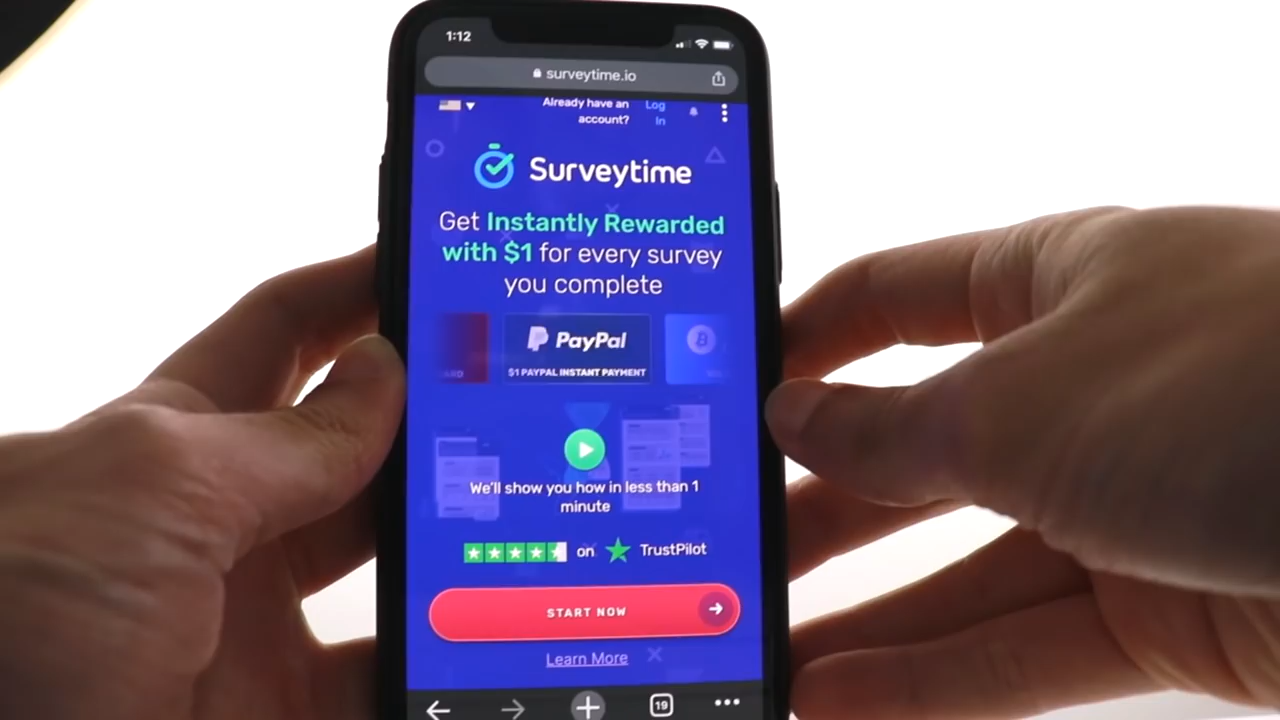 1:12
surveytime.io
Already have an
account?
Log
In
Surveytime
Get Instantly Rewarded
with $1 for every survey
you complete
PayPal
$1 PAYPAL INSTANT PAYMENT
We'll show you how in less than 1
minute
on TrustPilot
START NOW
Learn More
19